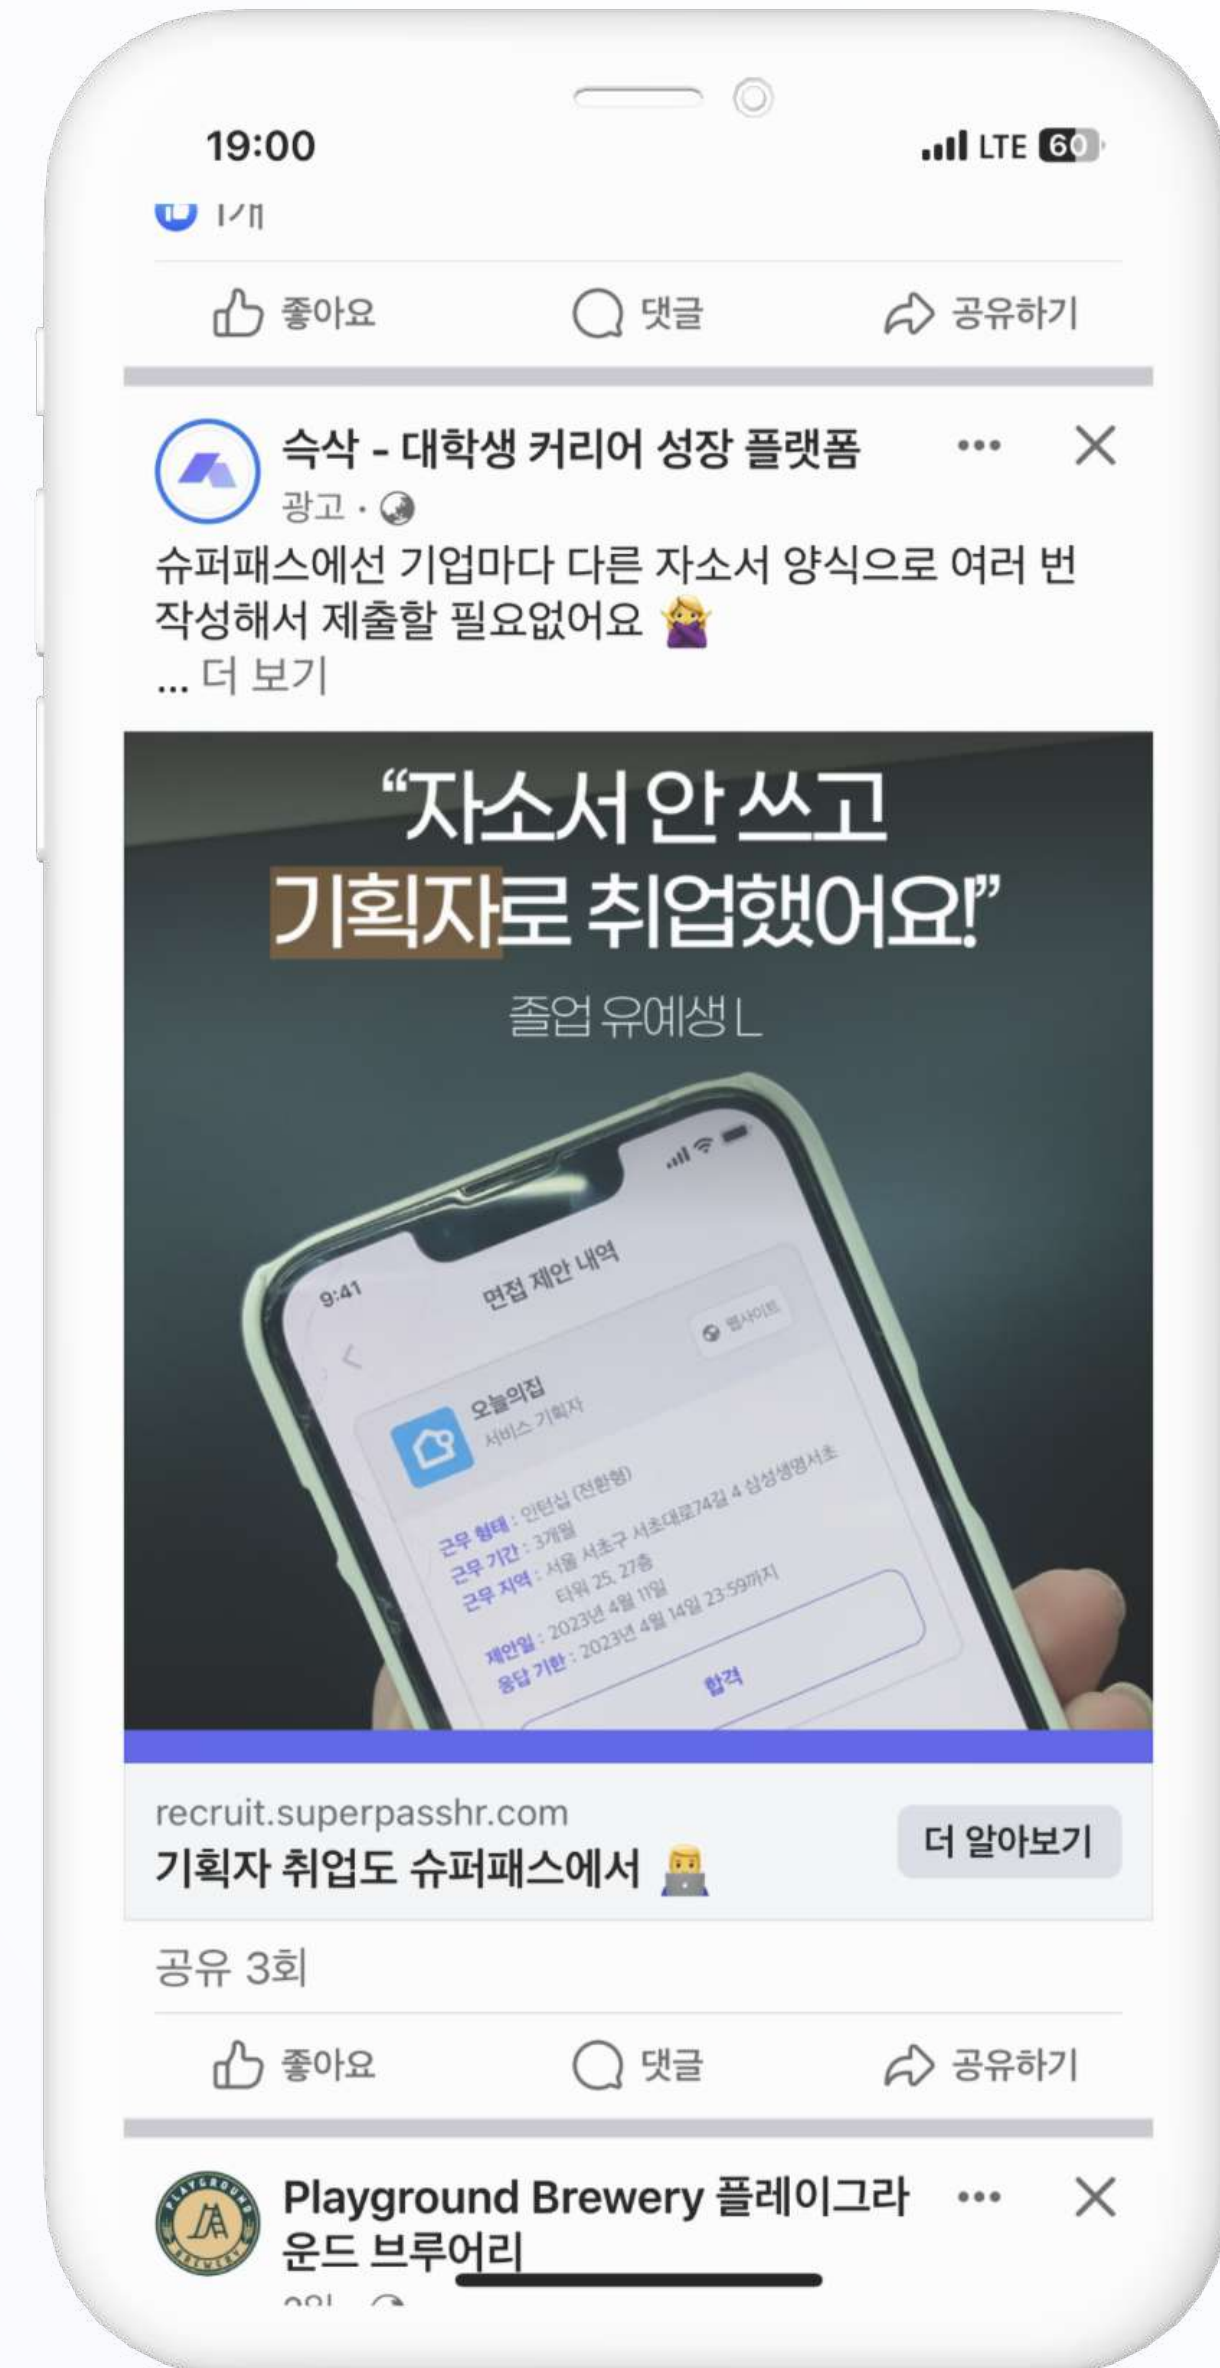 19:00
LTE 60
1개
좋아요 댓글 공유하기
슥삭 - 대학생 커리어 성장 플랫폼
광고
슈퍼패스에선 기업마다 다른 자소서 양식으로 여러 번
작성해서 제출할 필요없어요
... 더 보기
“자소서 안 쓰고
기획자로 취업했어요!”
졸업 유예생 L
9:41
면접 제안 내역
웹사이트
오늘의집
서비스 기획자
근무 형태 : 인턴십 (전환형)
근무 기간 : 3개월
근무 지역 : 서울 서초구 서초대로74길 4 삼성생명서초
타워 25, 27층
제안일 : 2023년 4월 11일
응답 기한 : 2023년 4월 14일 23:59까지
합격
recruit.superpasshr.com
기획자 취업도 슈퍼패스에서
더 알아보기
공유 3회
좋아요 댓글 공유하기
PLAYGROUND
BREWERY
Playground Brewery 플레이그라
운드 브루어리